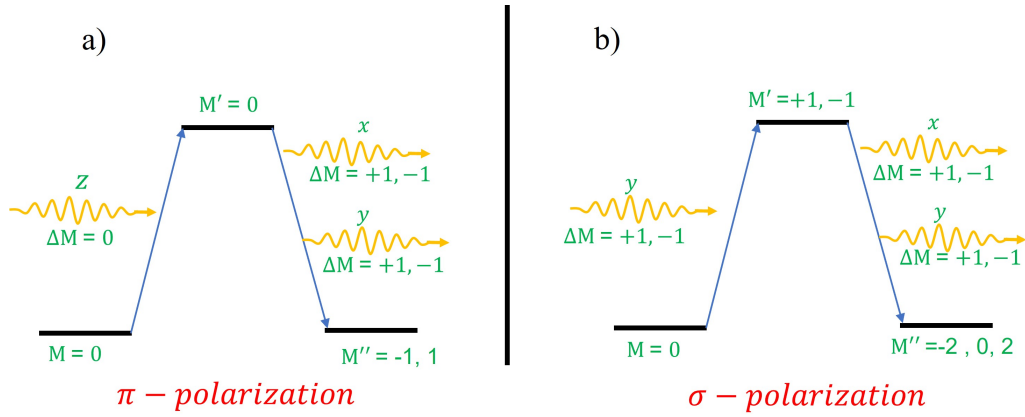 a)
M′ = 0
x
ΔM = +1, −1
Z
ΔM = 0
y
ΔM = +1, −1
M = 0
M′′ = -1, 1
π − polarization
b)
M′ =+1, −1
x
ΔM = +1, −1
y
ΔM = +1, −1
y
ΔM = +1, −1
M = 0
M′′ =-2 , 0, 2
σ − polarization